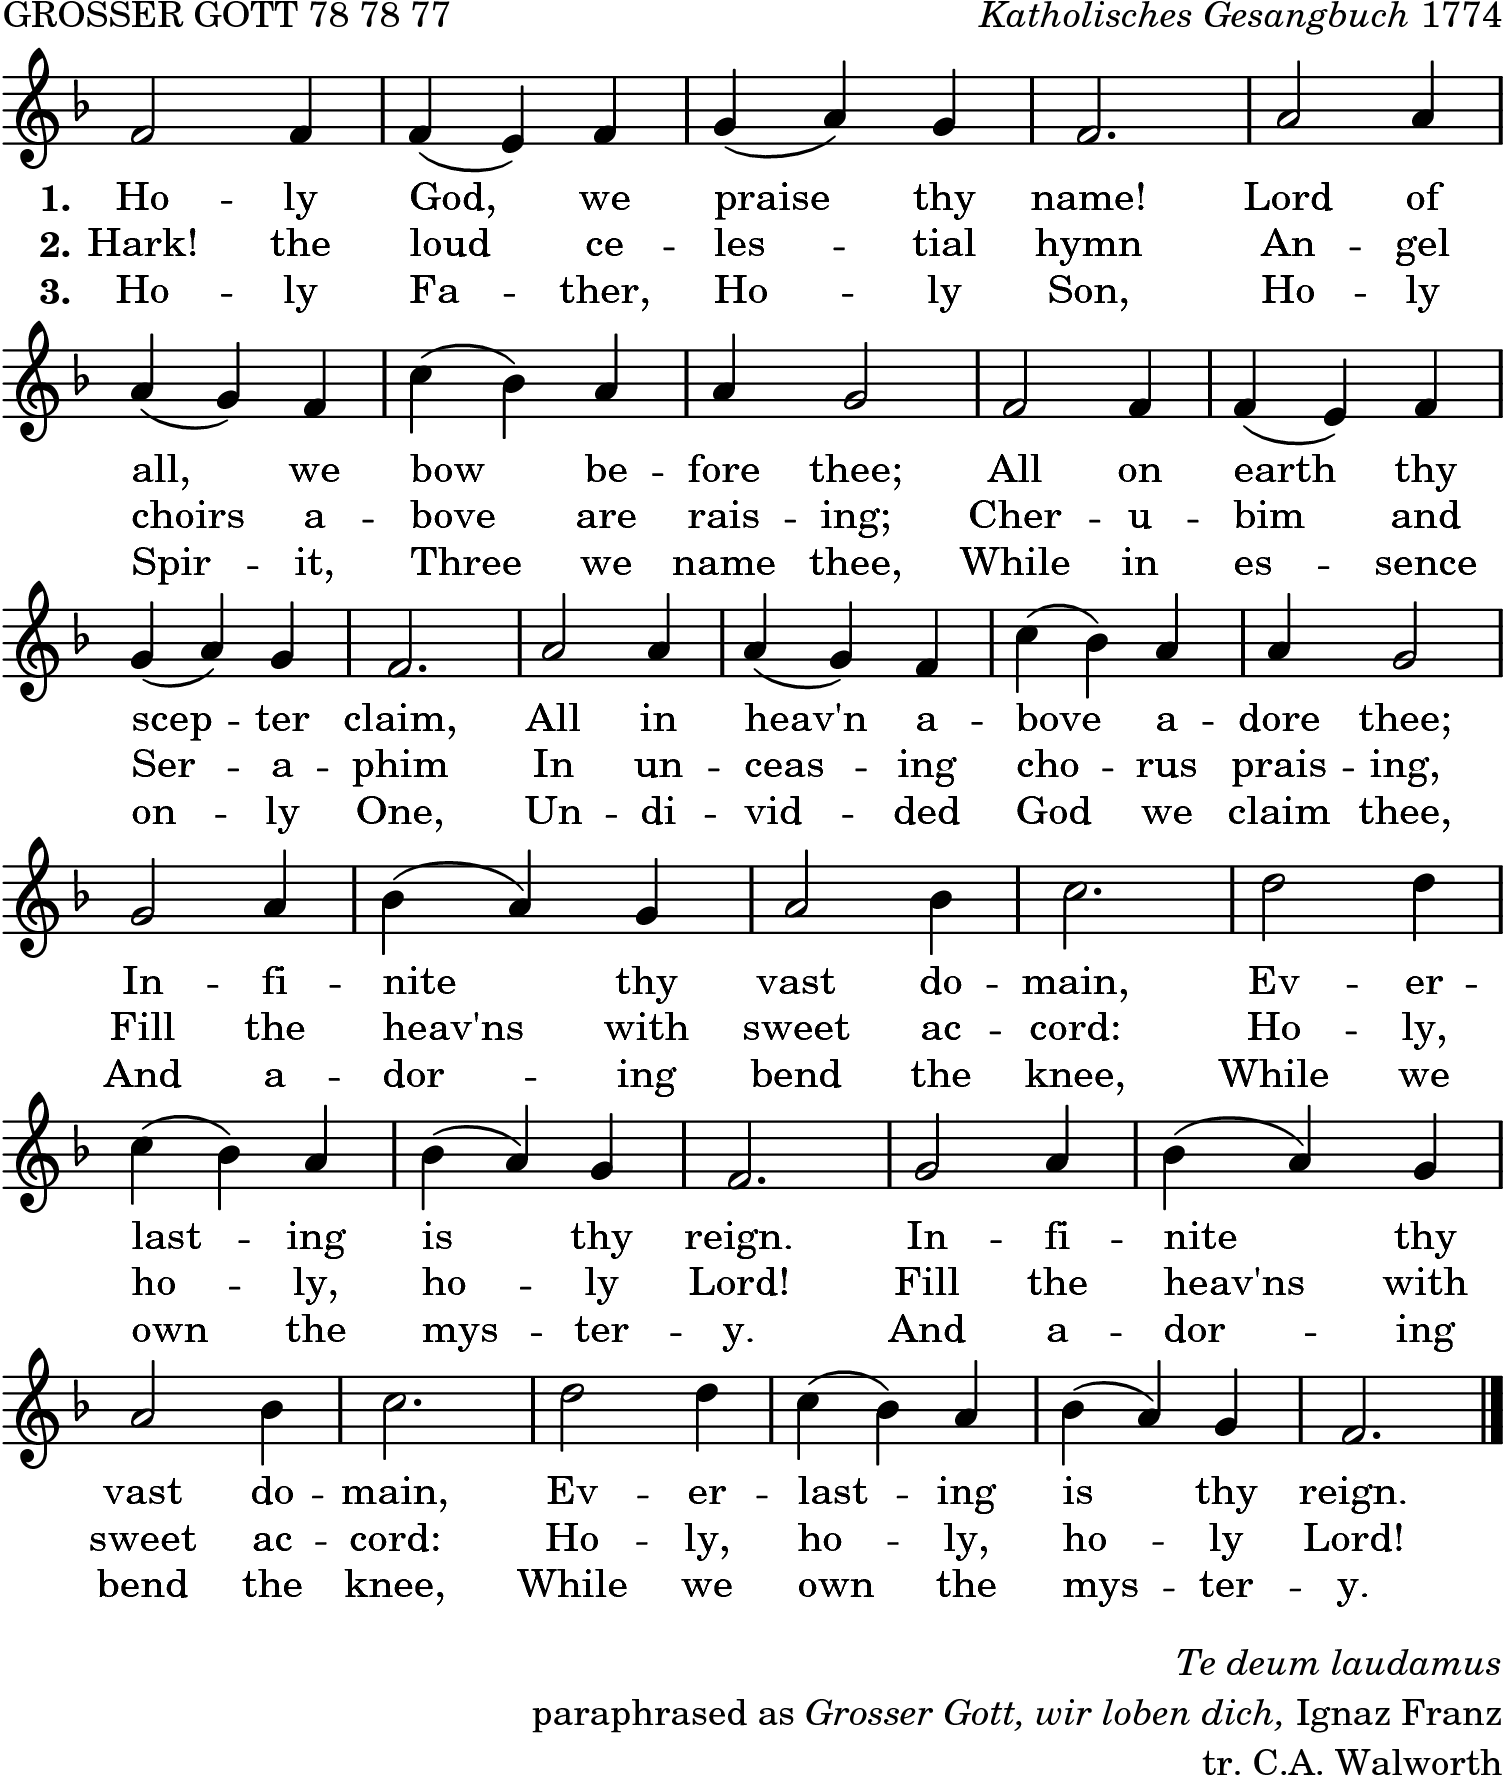 GROSSER GOTT 78 78 77 Katholisches Gesangbuch 1774
1. Ho -- ly God, we praise thy name! Lord of
2. Hark! the loud ce -- les -- tial hymn An -- gel
3. Ho -- ly Fa -- ther, Ho -- ly Son, Ho -- ly
all, we bow be -- fore thee; All on earth thy
choirs a -- bove are rais -- ing; Cher -- u -- bim and
Spir -- it, Three we name thee, While in es -- sence
scep -- ter claim, All in heav'n a -- bove a -- dore thee;
Ser -- a -- phim In un -- ceas -- ing cho -- rus prais -- ing,
on -- ly One, Un -- di -- vid -- ded God we claim thee,
In -- fi -- nite thy vast do -- main, Ev -- er --
Fill the heav'ns with sweet ac -- cord: Ho -- ly,
And a -- dor -- ing bend the knee, While we
last -- ing is thy reign. In -- fi -- nite thy
ho -- ly, ho -- ly Lord! Fill the heav'ns with
own the mys -- ter -- y. And a -- dor -- ing
vast do -- main, Ev -- er -- last -- ing is thy reign.
sweet ac -- cord: Ho -- ly, ho -- ly, ho -- ly Lord!
bend the knee, While we own the mys -- ter -- y.
Te deum laudamus
paraphrased as Grosser Gott, wir loben dich, Ignaz Franz
tr. C.A. Walworth